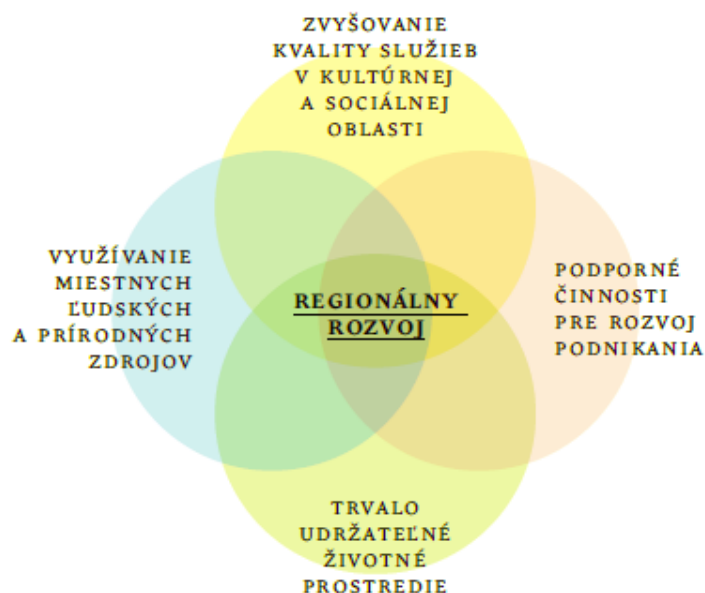 ZVYŠOVANIE
KVALITY SLUŽIEB
V KULTÚRNEJ
A SOCIÁLNEJ
OBLASTI
VYUŽÍVANIE
MIESTNYCH
ĽUDSKÝCH
A PRÍRODNÝCH
ZDROJOV
REGIONÁLNY
ROZVOJ
PODPORNÉ
ČINNOSTI
PRE ROZVOJ
PODNIKANIA
TRVALO
UDRŽATEĽNÉ
ŽIVOTNÉ
PROSTREDIE